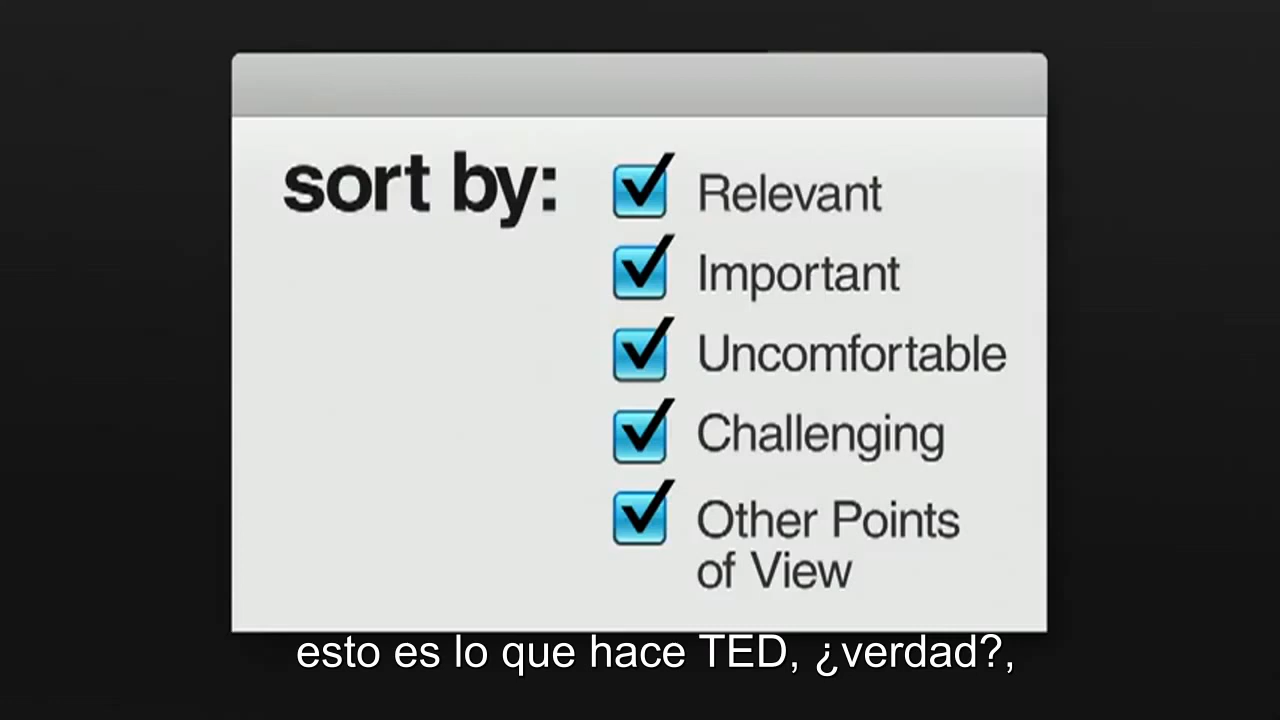 sort by:
Relevant
Important
Uncomfortable
Challenging
Other Points
of View
esto es lo que hace TED, ¿verdad?,